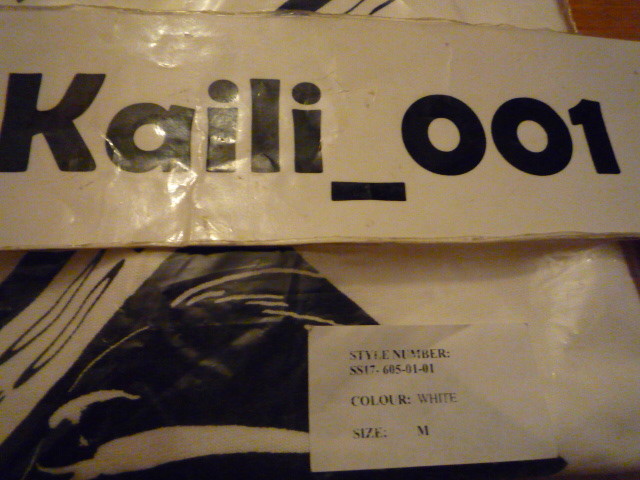 Kaili_001
STYLE NUMBER:
SS17- 605-01-01
COLOUR: WHITE
SIZE: M